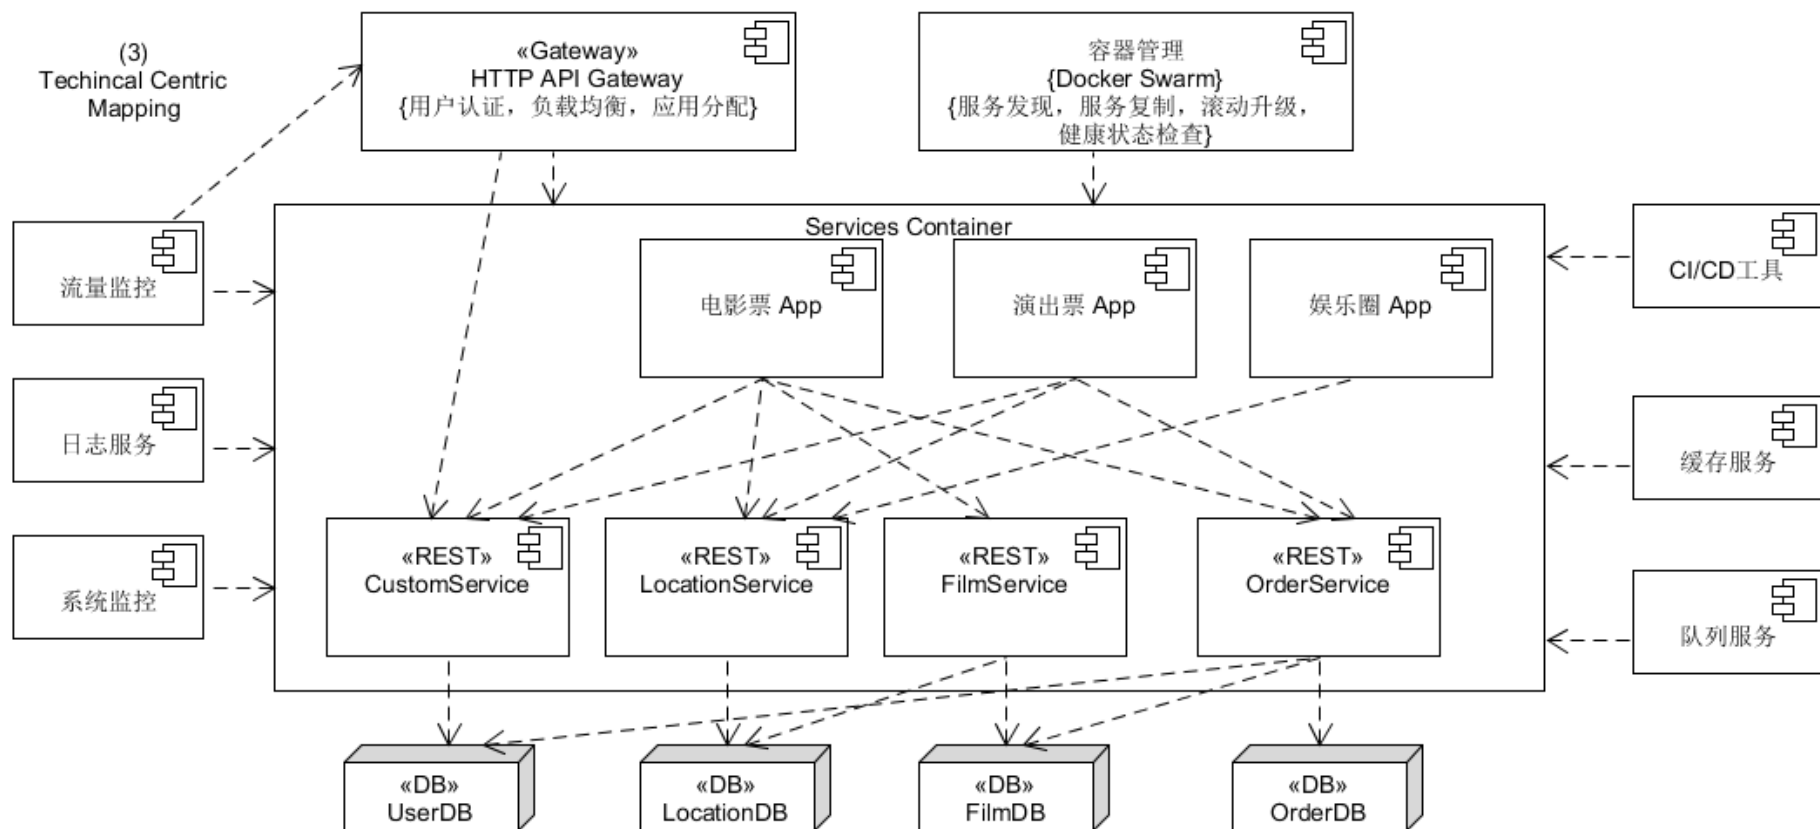 (3)
Techincal Centric
Mapping
«Gateway»
HTTP API Gateway
{用户认证，负载均衡，应用分配}
容器管理
{Docker Swarm}
{服务发现，服务复制，滚动升级，
健康状态检查}
Services Container
流量监控
电影票 App
演出票 App
娱乐圈 App
CI/CD工具
日志服务
缓存服务
系统监控
«REST»
CustomService
«REST»
LocationService
«REST»
FilmService
«REST»
OrderService
队列服务
«DB»
UserDB
«DB»
LocationDB
«DB»
FilmDB
«DB»
OrderDB